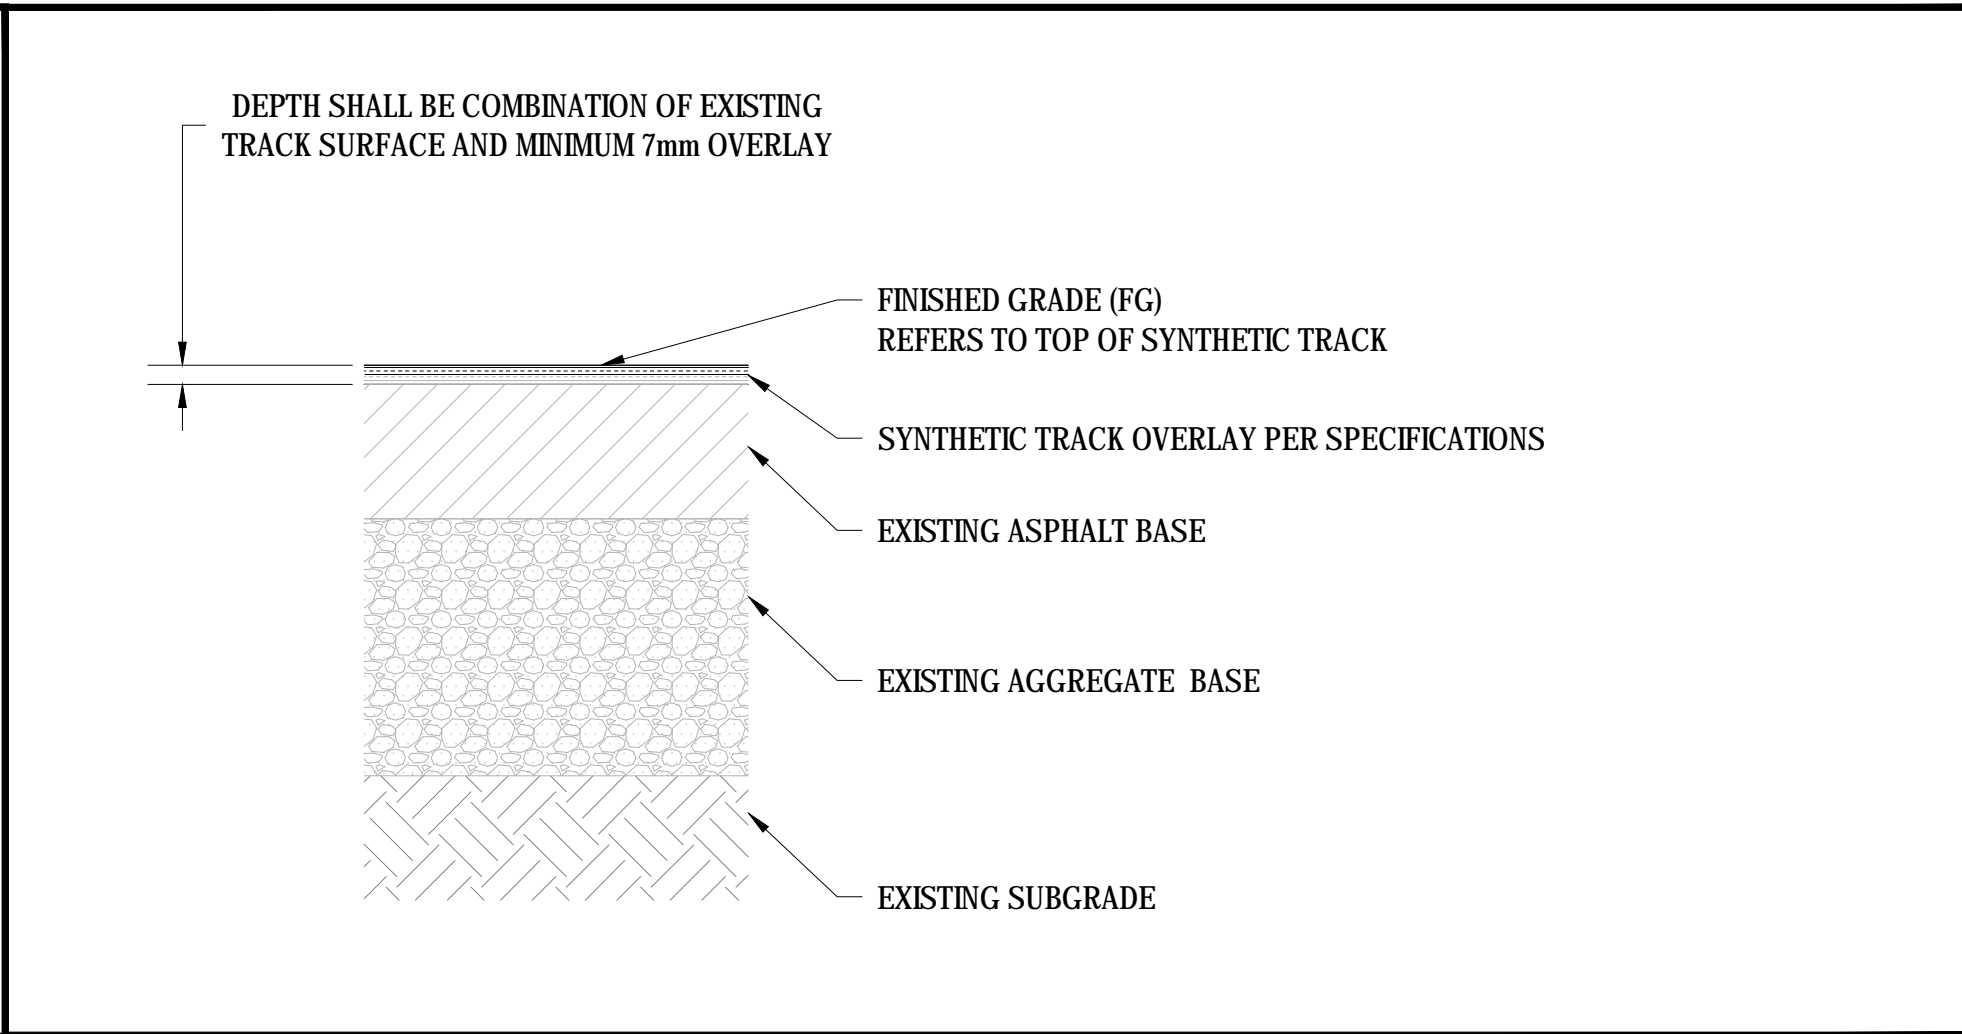 DEPTH SHALL BE COMBINATION OF EXISTING
TRACK SURFACE AND MINIMUM 7mm OVERLAY
FINISHED GRADE (FG)
REFERS TO TOP OF SYNTHETIC TRACK
SYNTHETIC TRACK OVERLAY PER SPECIFICATIONS
EXISTING ASPHALT BASE
EXISTING AGGREGATE BASE
EXISTING SUBGRADE